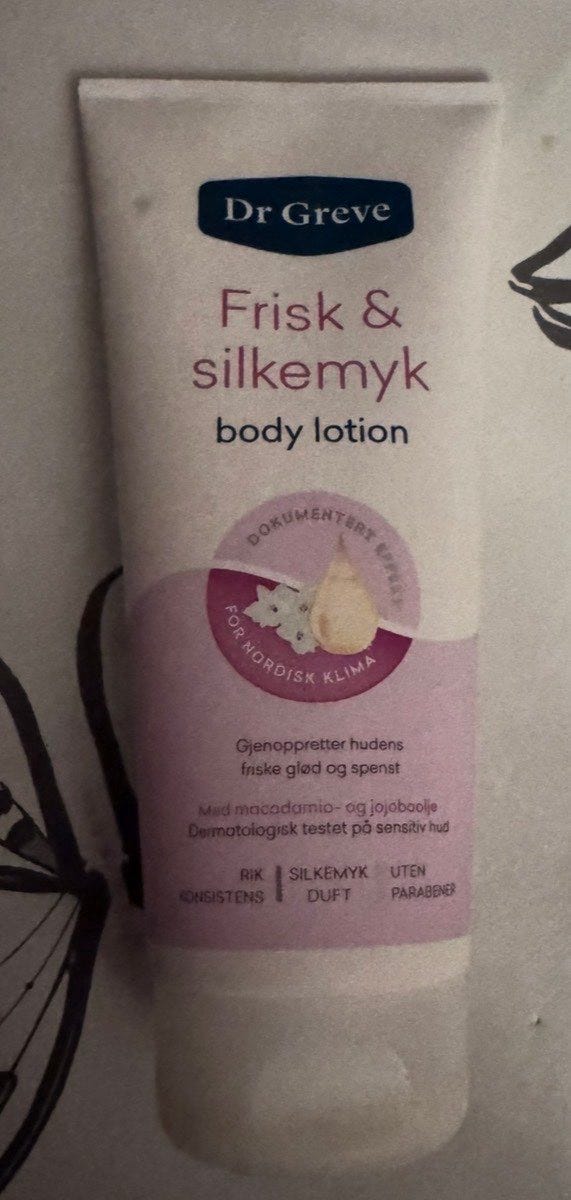 Dr Greve
Frisk &
silkemyk
body lotion
DOKUMENTERT EFFEKT
FOR NORDISK KLIMA
Gjenoppretter hudens
friske glød og spenst
Med macadamia- og jojobaolje
Dermatologisk testet på sensitiv hud
RIK
KONSISTENS
SILKEMYK
DUFT
UTEN
PARABENER